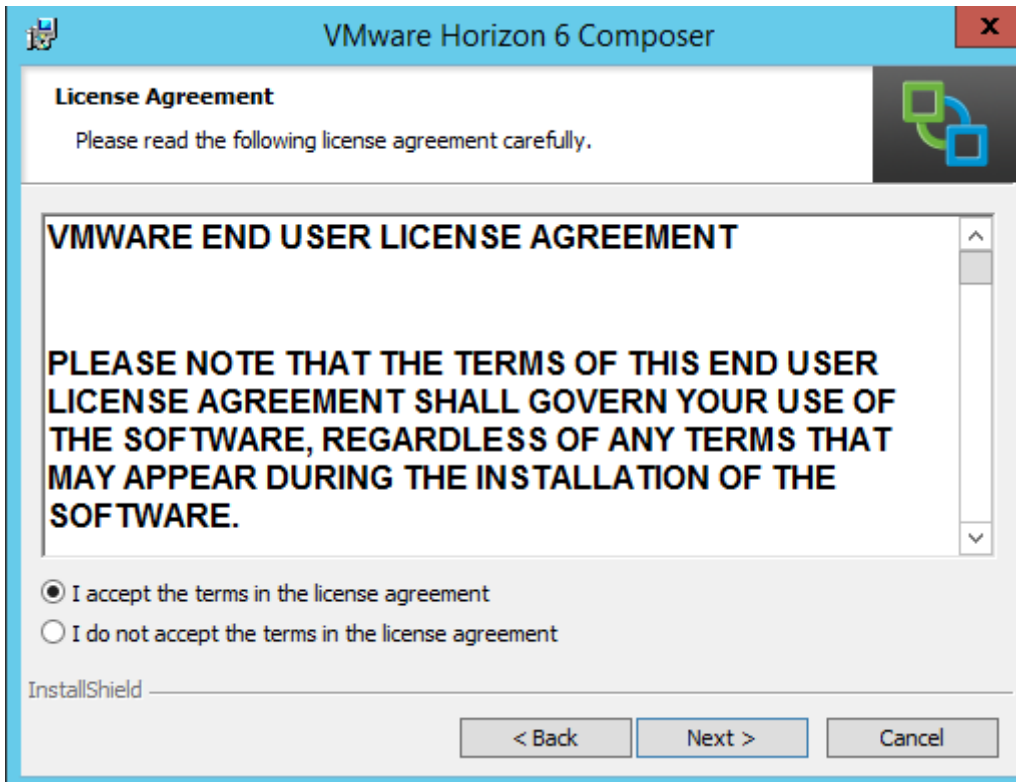 VMware Horizon 6 Composer
x
License Agreement
Please read the following license agreement carefully.
VMWARE END USER LICENSE AGREEMENT
PLEASE NOTE THAT THE TERMS OF THIS END USER
LICENSE AGREEMENT SHALL GOVERN YOUR USE OF
THE SOFTWARE, REGARDLESS OF ANY TERMS THAT
MAY APPEAR DURING THE INSTALLATION OF THE
SOFTWARE.
I accept the terms in the license agreement
I do not accept the terms in the license agreement
InstallShield
< Back Next > Cancel